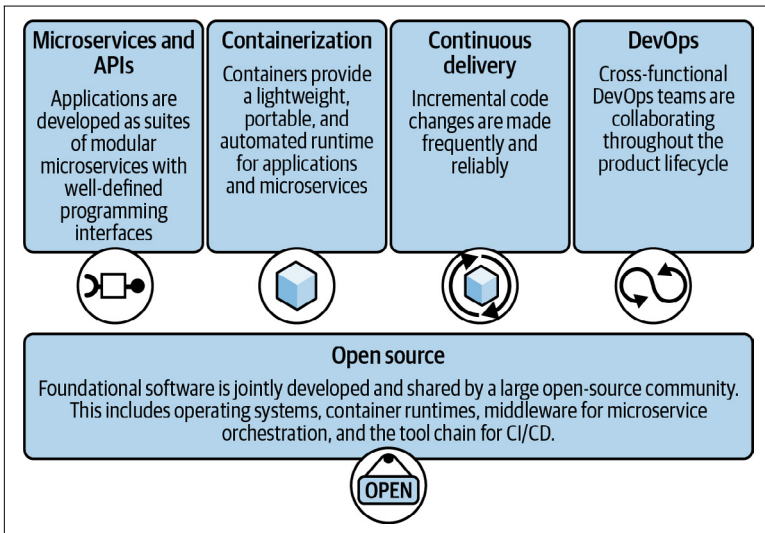 Microservices and
APIs
Applications are
developed as suites
of modular
microservices with
well-defined
programming
interfaces
Containerization
Containers provide
a lightweight,
portable, and
automated runtime
for applications
and microservices
Continuous
delivery
Incremental code
changes are made
frequently and
reliably
DevOps
Cross-functional
DevOps teams are
collaborating
throughout the
product lifecycle
Open source
Foundational software is jointly developed and shared by a large open-source community.
This includes operating systems, container runtimes, middleware for microservice
orchestration, and the tool chain for CI/CD.
OPEN